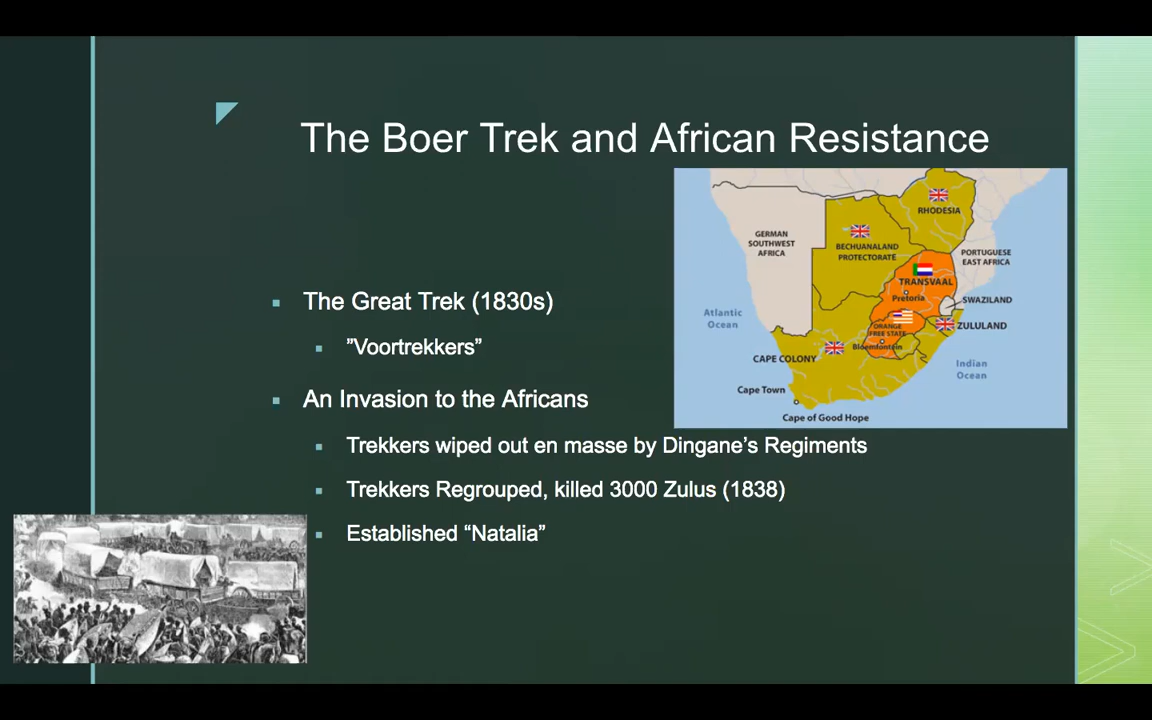 The Boer Trek and African Resistance
The Great Trek (1830s)
”Voortrekkers”
An Invasion to the Africans
Trekkers wiped out en masse by Dingane’s Regiments
Trekkers Regrouped, killed 3000 Zulus (1838)
Established “Natalia”
RHODESIA
GERMAN
SOUTHWEST
AFRICA
BECHUANALAND
PROTECTORATE
PORTUGUESE
EAST AFRICA
TRANSVAAL
Pretoria
SWAZILAND
Atlantic
Ocean
ORANGE
FREE STATE
ZULULAND
Bloemfontein
CAPE COLONY
Indian
Ocean
Cape Town
Cape of Good Hope